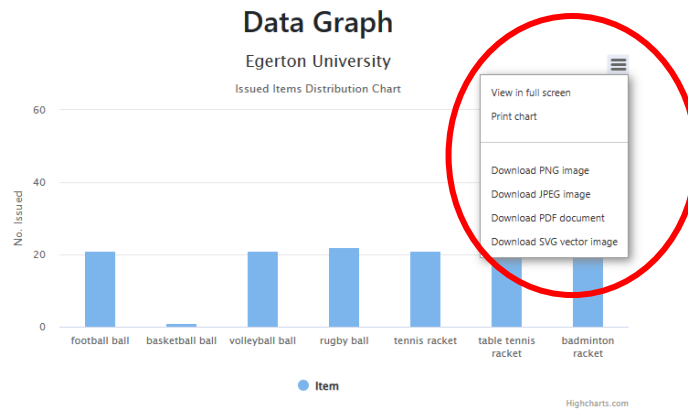 Data Graph
Egerton University
Issued Items Distribution Chart
View in full screen
Print chart
Download PNG image
Download JPEG image
Download PDF document
Download SVG vector image
No. Issued
60
40
20
0
football ball
basketball ball
volleyball ball
rugby ball
tennis racket
table tennis
racket
badminton
racket
Item
Highcharts.com